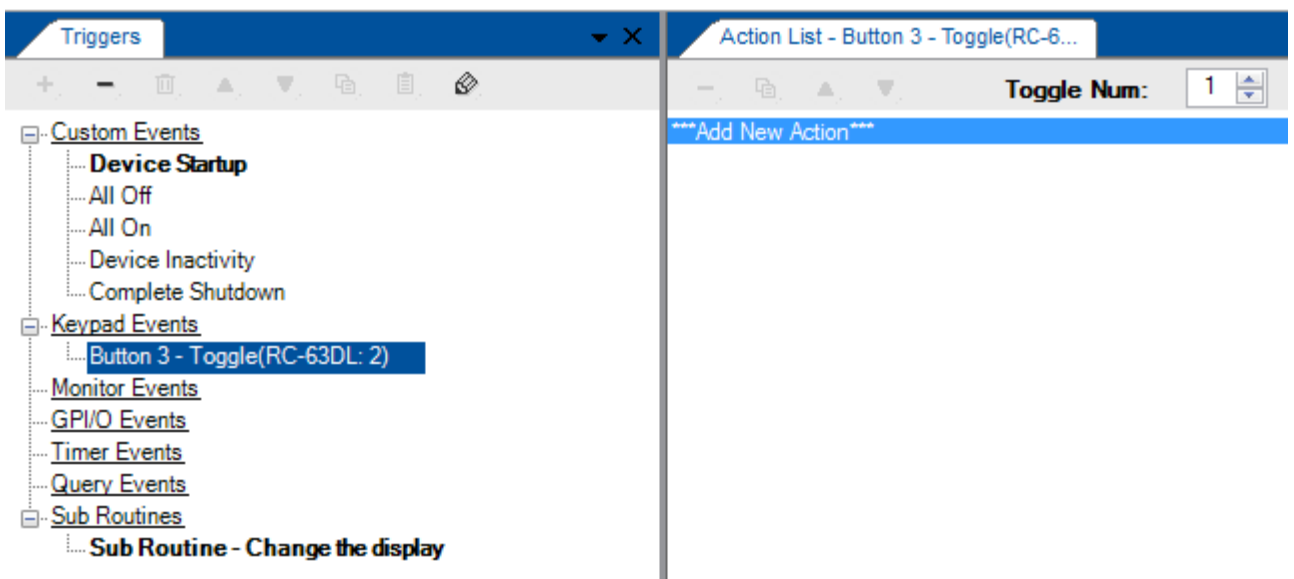 Triggers
Custom Events
Device Startup
All Off
All On
Device Inactivity
Complete Shutdown
Keypad Events
Button 3 - Toggle(RC-63DL: 2)
Monitor Events
GPI/O Events
Timer Events
Query Events
Sub Routines
Sub Routine - Change the display
Action List - Button 3 - Toggle(RC-6...
Toggle Num: 1
***Add New Action***